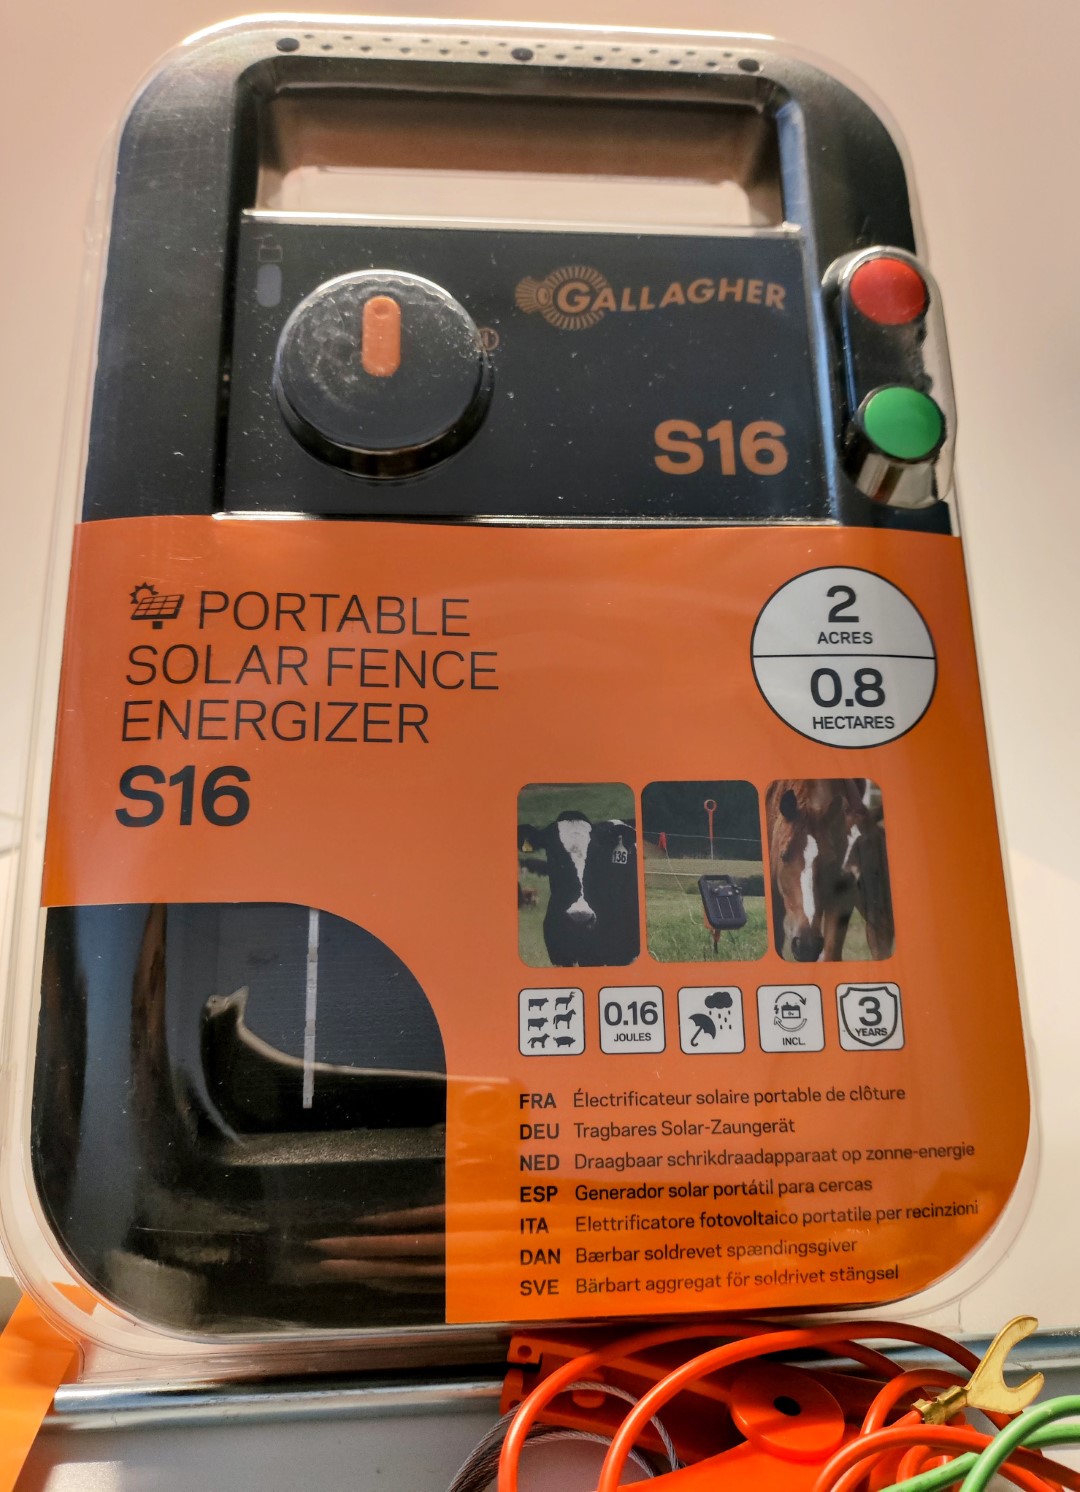 GALLAGHER
S16
PORTABLE
SOLAR FENCE
ENERGIZER
S16
2
ACRES
0.8
HECTARES
136
0.16
JOULES
INCL.
3
YEARS
FRA Électrificateur solaire portable de clôture
DEU Tragbares Solar-Zaungerät
NED Draagbaar schrikdraadapparaat op zonne-energie
ESP Generador solar portátil para cercas
ITA Elettrificatore fotovoltaico portatile per recinzioni
DAN Bærbar soldrevet spændingsgiver
SVE Bärbart aggregat för soldrivet stängsel